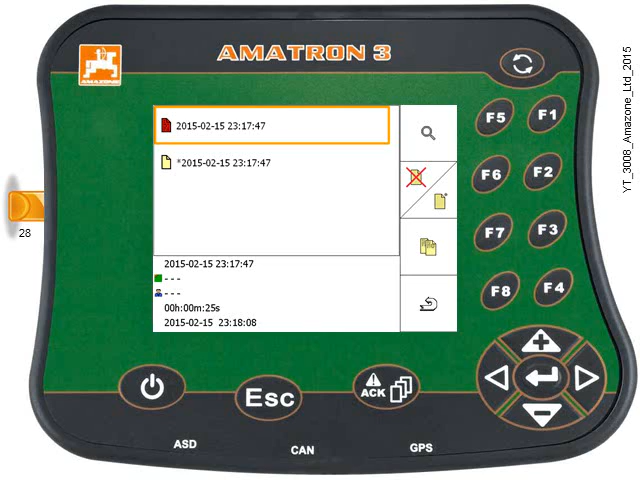 AMATRON 3
AMAZONE
2015-02-15 23:17:47
*2015-02-15 23:17:47
2015-02-15 23:17:47
- - -
- - -
00h:00m:25s
2015-02-15 23:18:08
F5
F1
F6
F2
F7
F3
F8
F4
28
Esc
ACK
ASD
CAN
GPS
YT_3008_Amazone_Ltd_2015